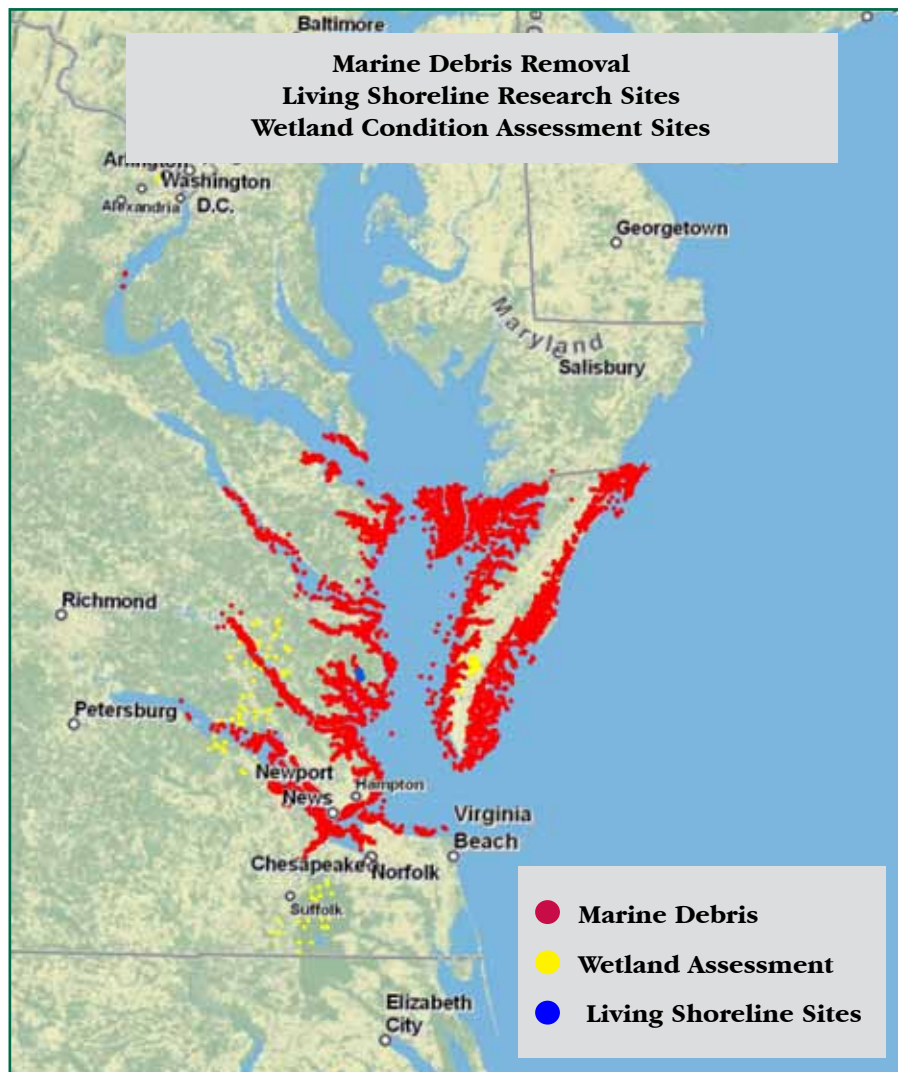 Baltimore
Marine Debris Removal
Living Shoreline Research Sites
Wetland Condition Assessment Sites
Washington
Alexandria
D.C.
Georgetown
Maryland
Salisbury
Richmond
Petersburg
Newport
News
Hampton
Virginia
Beach
Chesapeake
Norfolk
Suffolk
Marine Debris
Wetland Assessment
Living Shoreline Sites
Elizabeth
City